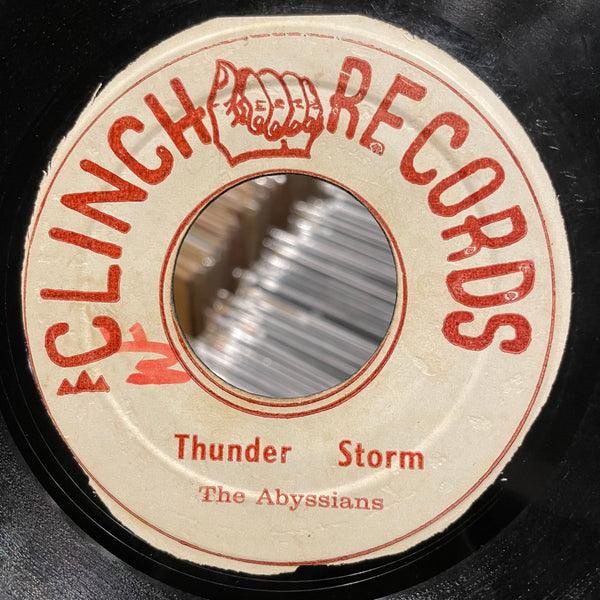 CLINCH RECORDS
Thunder Storm
The Abyssians